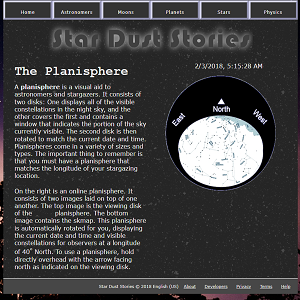 Home Astronomers Moons Planets Stars Physics
Star Dust Stories
The Planisphere
2/3/2018, 5:15:28 AM
A planisphere is a visual aid to
astronomers and stargazers. It consists of
two disks: One displays all of the visible
constellations in the night sky, and the
other covers the first and contains a
window that indicates the portion of the sky
currently visible. The second disk is then
rotated to match the current date and time.
Planispheres come in a variety of sizes and
types. The important thing to remember is
that you must have a planisphere that
matches the longitude of your stargazing
location.
East North West
On the right is an online planisphere. It
consists of two images laid on top of one
another. The top image is the viewing disk
of the planisphere. The bottom
image contains the skymap. This planisphere
is automatically rotated for you, displaying
the current date and time and visible
constellations for observers at a longitude
of 40° North. To use a planisphere, hold
directly overhead with the arrow facing
north as indicated on the viewing disk.
Star Dust Stories © 2018 English (US) About Developers Privacy Terms Help